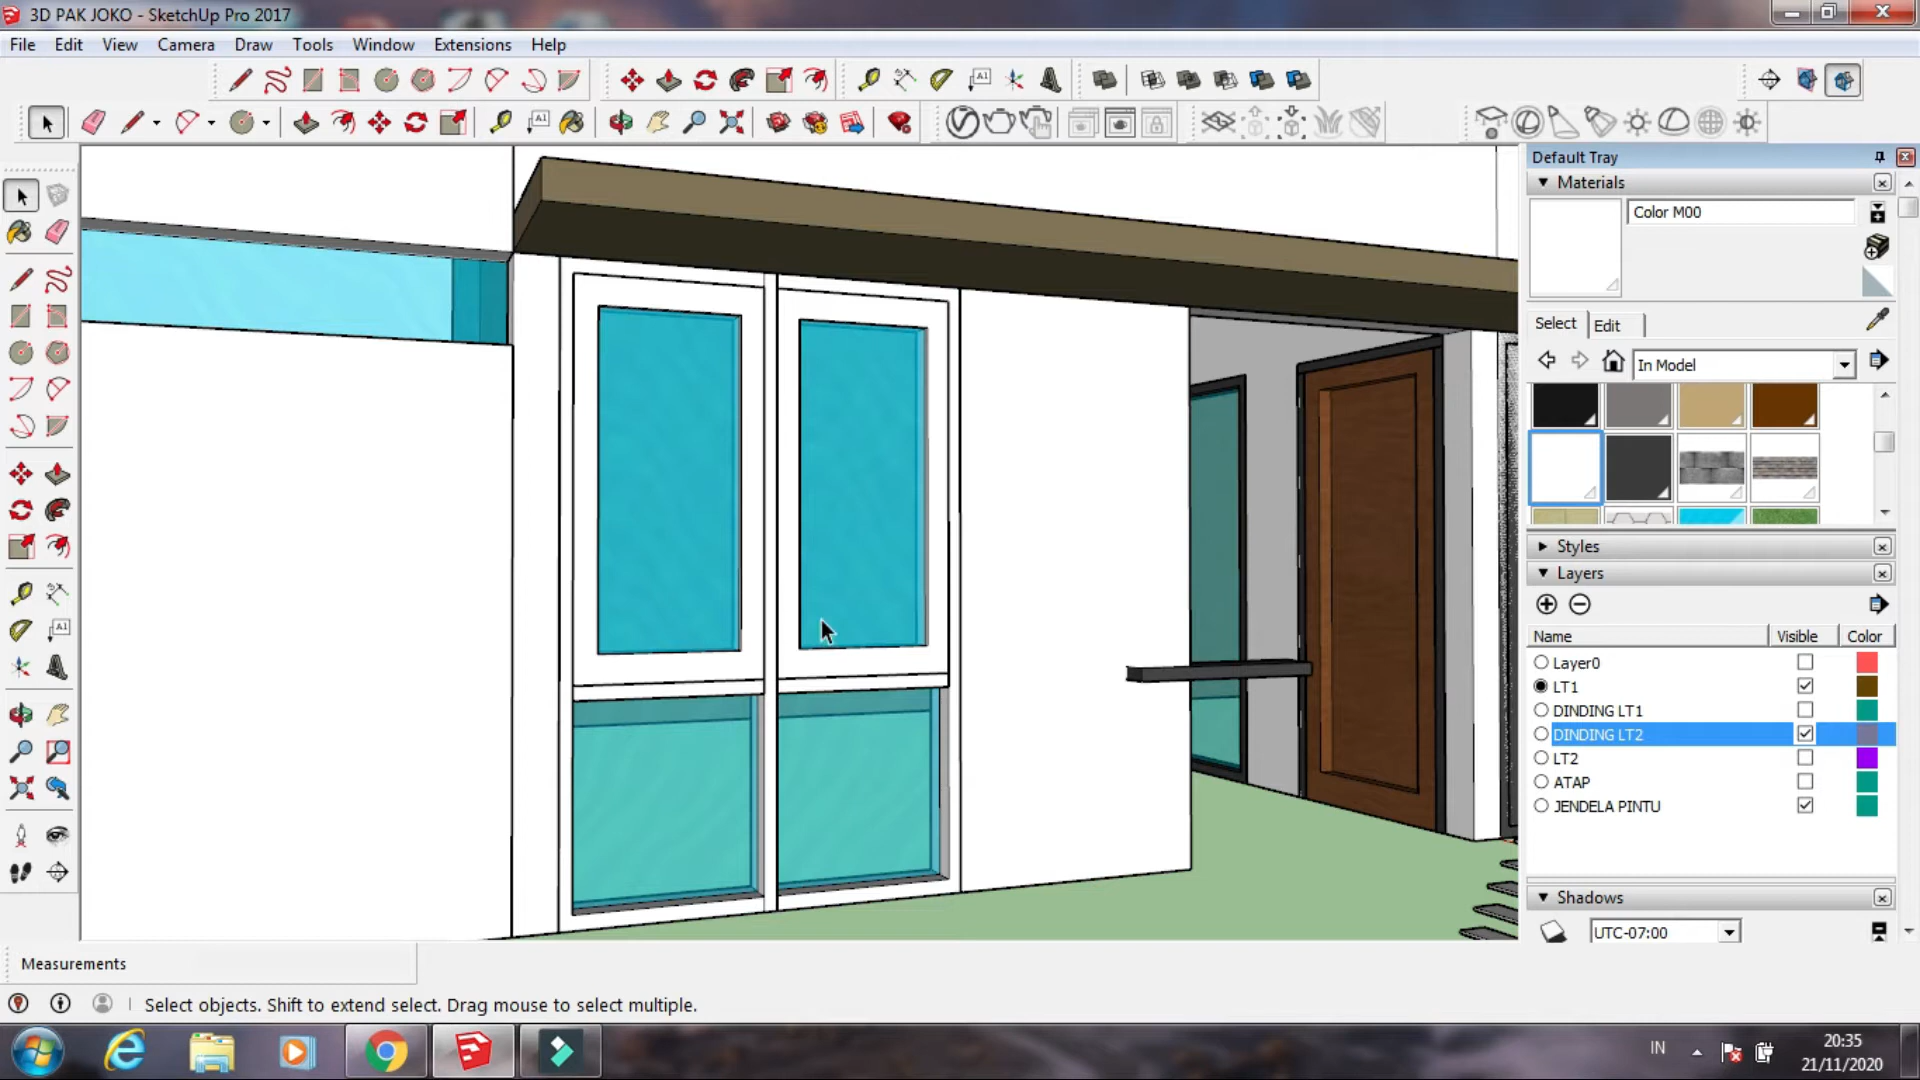 3D PAK JOKO - SketchUp Pro 2017
File Edit View Camera Draw Tools Window Extensions Help
Default Tray
Materials
Color M00
Select Edit
In Model
Styles
Layers
Name Visible Color
Layer0
LT1
DINDING LT1
DINDING LT2
LT2
ATAP
JENDELA PINTU
Shadows
UTC-07:00
Measurements
Select objects. Shift to extend select. Drag mouse to select multiple.
IN
20:35
21/11/2020